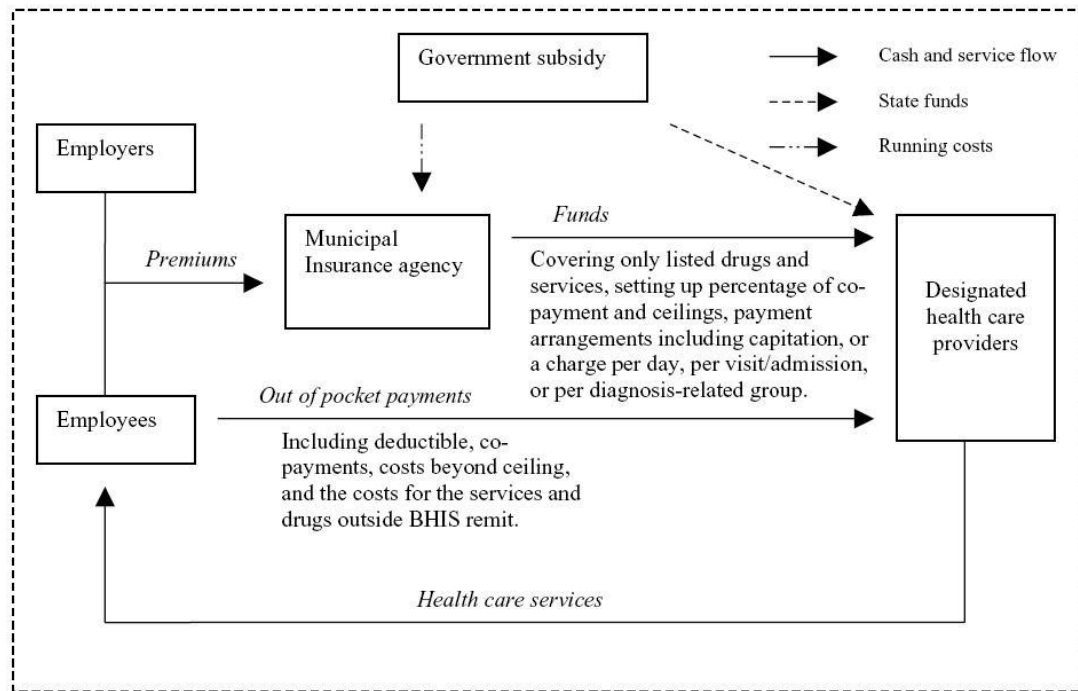 Government subsidy
Cash and service flow
State funds
Running costs
Employers
Premiums
Municipal
Insurance agency
Funds
Covering only listed drugs and
services, setting up percentage of co-
payment and ceilings, payment
arrangements including capitation, or
a charge per day, per visit/admission,
or per diagnosis-related group.
Designated
health care
providers
Employees
Out of pocket payments
Including deductible, co-
payments, costs beyond ceiling,
and the costs for the services and
drugs outside BHIS remit.
Health care services